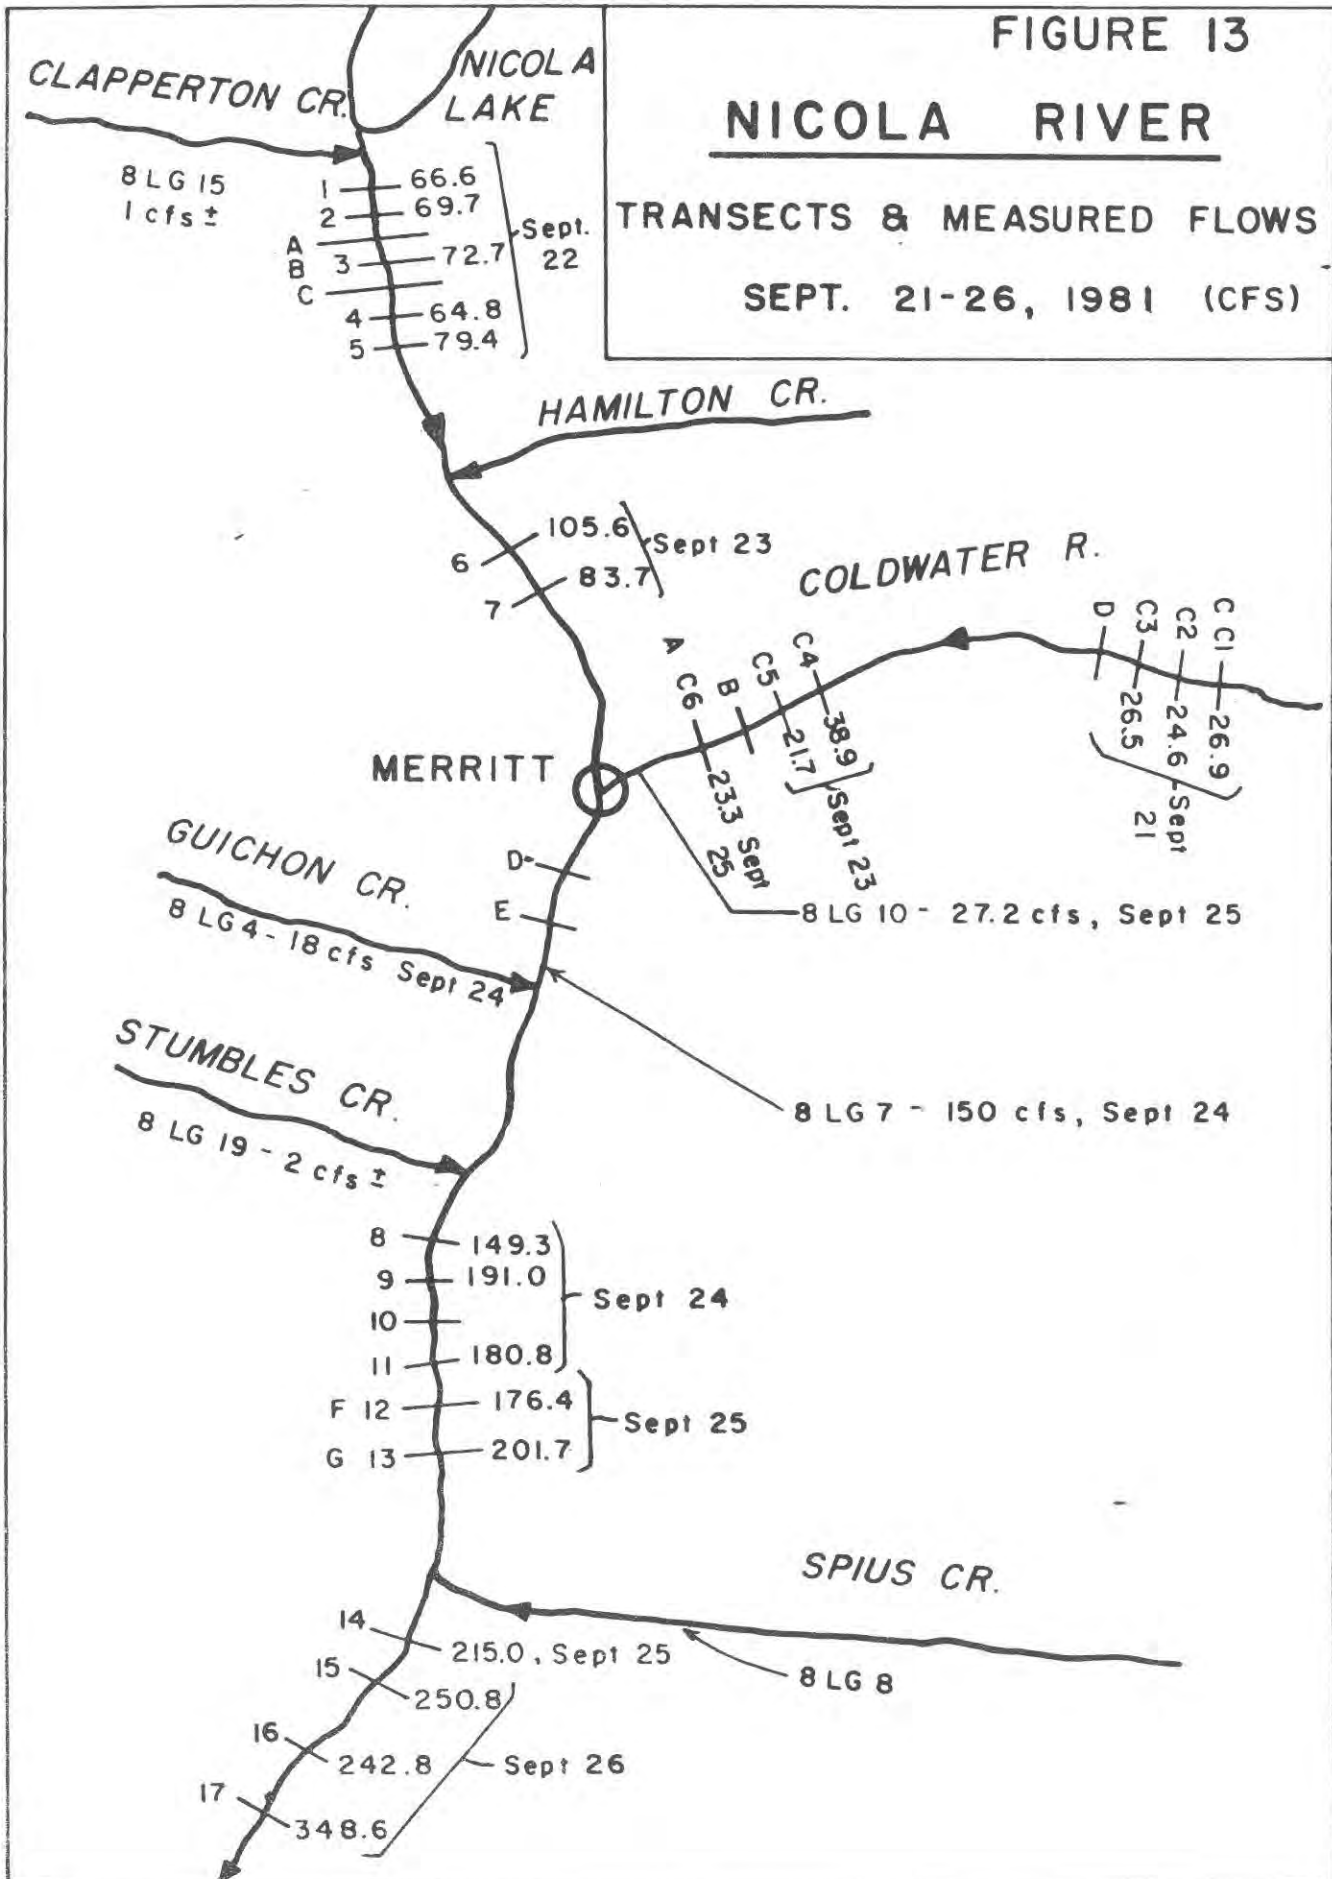 FIGURE 13
NICOLA RIVER
TRANSECTS & MEASURED FLOWS
SEPT. 21-26, 1981 (CFS)
NICOLA
LAKE
CLAPPERTON CR.
8 LG 15
1 cfs ±
1 66.6
2 69.7
A
B 3 72.7
C
4 64.8
5 79.4
Sept.
22
HAMILTON CR.
6 105.6
7 83.7
Sept 23
COLDWATER R.
C C1 26.9
C2 24.6
C3 26.5
D
Sept
21
C4 38.9
C5 21.7
Sept 23
B
A C6 23.3 Sept
25
MERRITT
8 LG 10 - 27.2 cfs, Sept 25
D
E
GUICHON CR.
8 LG 4 - 18 cfs Sept 24
8 LG 7 - 150 cfs, Sept 24
STUMBLES CR.
8 LG 19 - 2 cfs ±
8 149.3
9 191.0
10
11 180.8
Sept 24
F 12 176.4
G 13 201.7
Sept 25
SPIUS CR.
8 LG 8
14 215.0, Sept 25
15 250.8
16 242.8
17 348.6
Sept 26